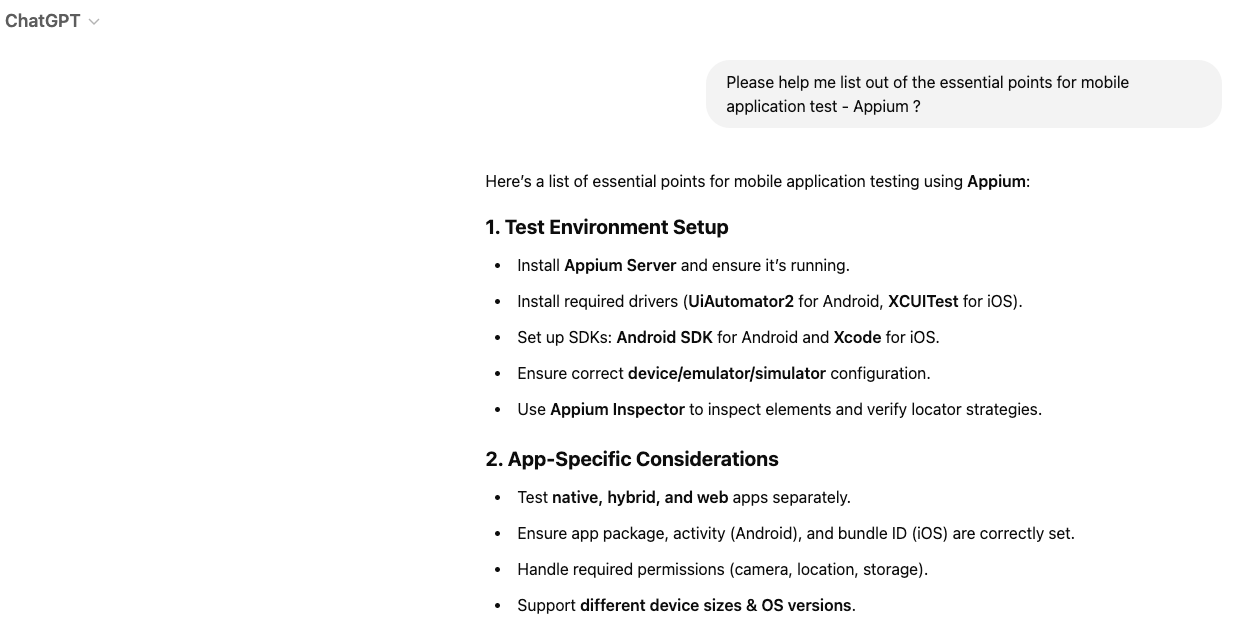 ChatGPT
Please help me list out of the essential points for mobile
application test - Appium ?
Here’s a list of essential points for mobile application testing using Appium:
1. Test Environment Setup
• Install Appium Server and ensure it’s running.
• Install required drivers (UiAutomator2 for Android, XCUITest for iOS).
• Set up SDKs: Android SDK for Android and Xcode for iOS.
• Ensure correct device/emulator/simulator configuration.
• Use Appium Inspector to inspect elements and verify locator strategies.
2. App-Specific Considerations
• Test native, hybrid, and web apps separately.
• Ensure app package, activity (Android), and bundle ID (iOS) are correctly set.
• Handle required permissions (camera, location, storage).
• Support different device sizes & OS versions.